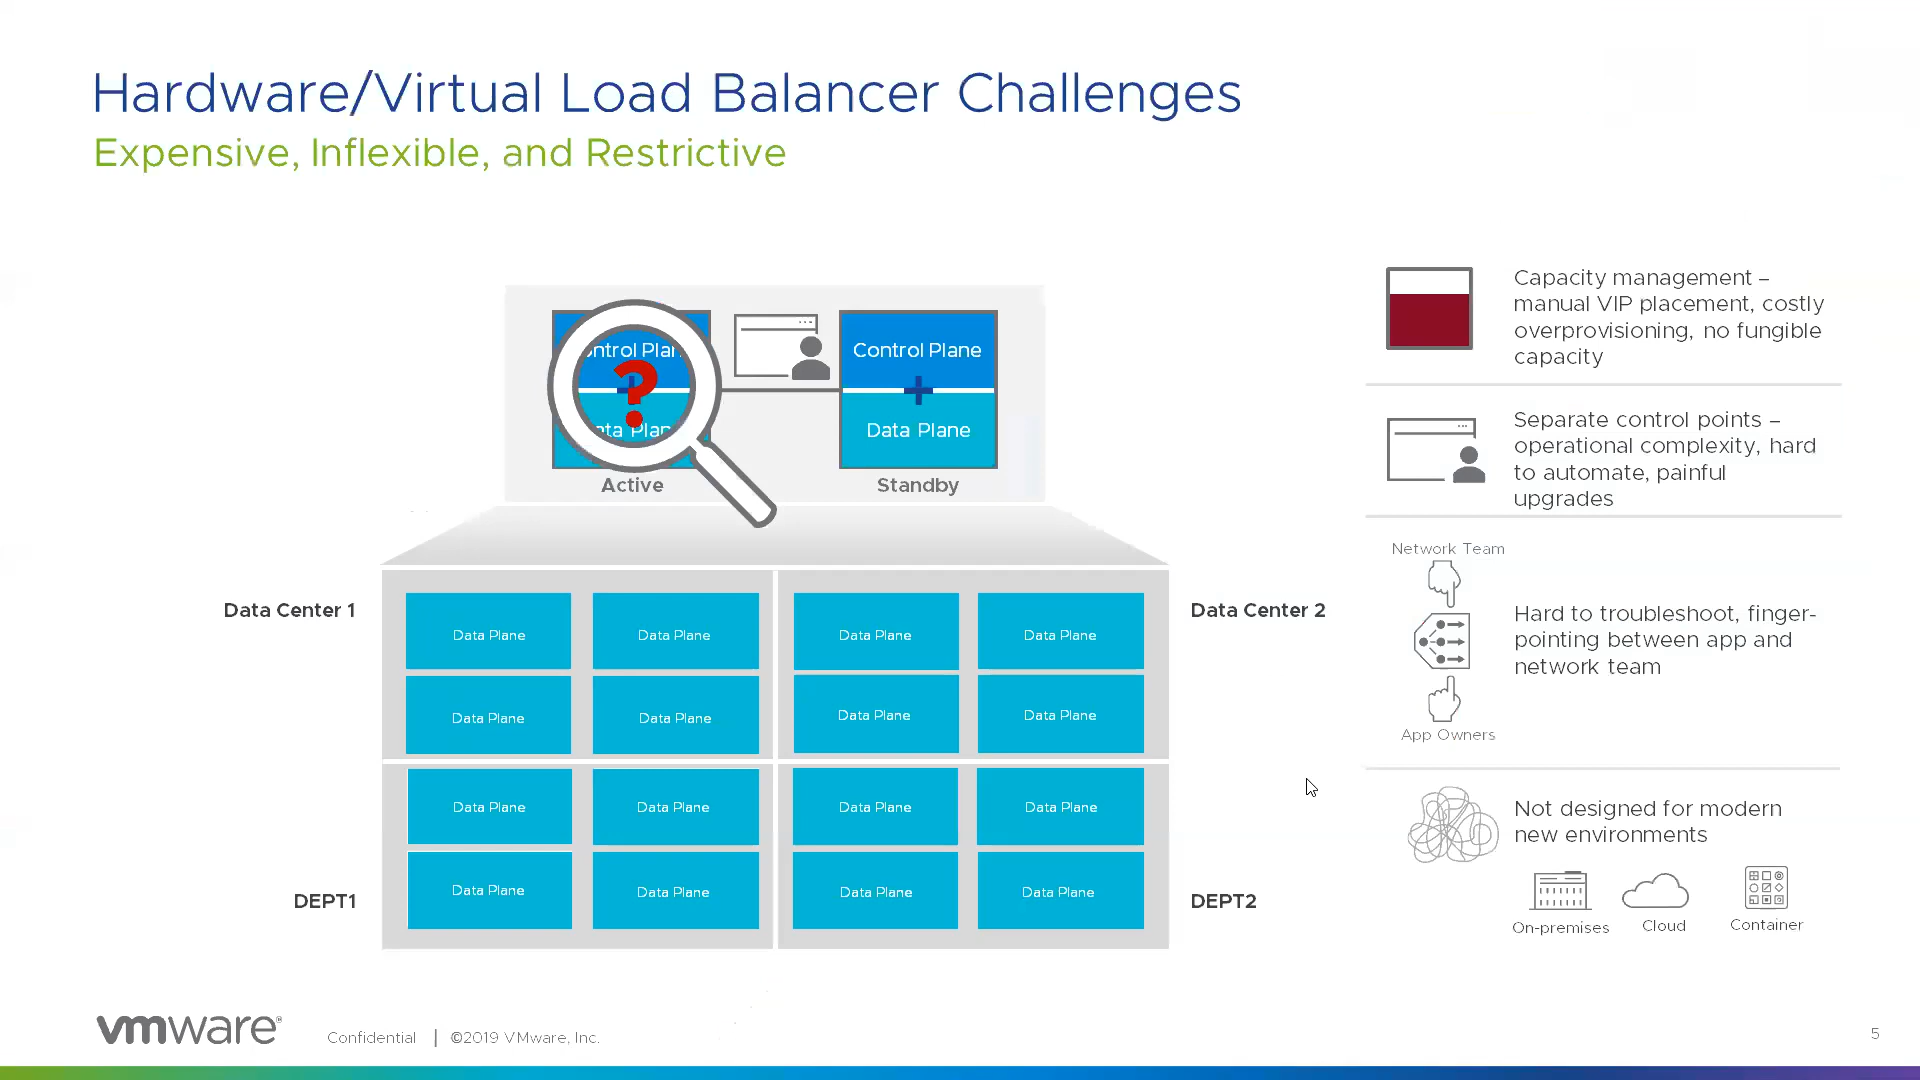 Hardware/Virtual Load Balancer Challenges
Expensive, Inflexible, and Restrictive
ntrol Plan
?
ata Plan
Active
Control Plane
+
Data Plane
Standby
Data Center 1
Data Center 2
Data Plane Data Plane Data Plane Data Plane
Data Plane Data Plane Data Plane Data Plane
Data Plane Data Plane Data Plane Data Plane
Data Plane Data Plane Data Plane Data Plane
DEPT1
DEPT2
Capacity management –
manual VIP placement, costly
overprovisioning, no fungible
capacity
Separate control points –
operational complexity, hard
to automate, painful
upgrades
Network Team
App Owners
Hard to troubleshoot, finger-
pointing between app and
network team
Not designed for modern
new environments
On-premises
Cloud
Container
vmware®
Confidential | ©2019 VMware, Inc.
5